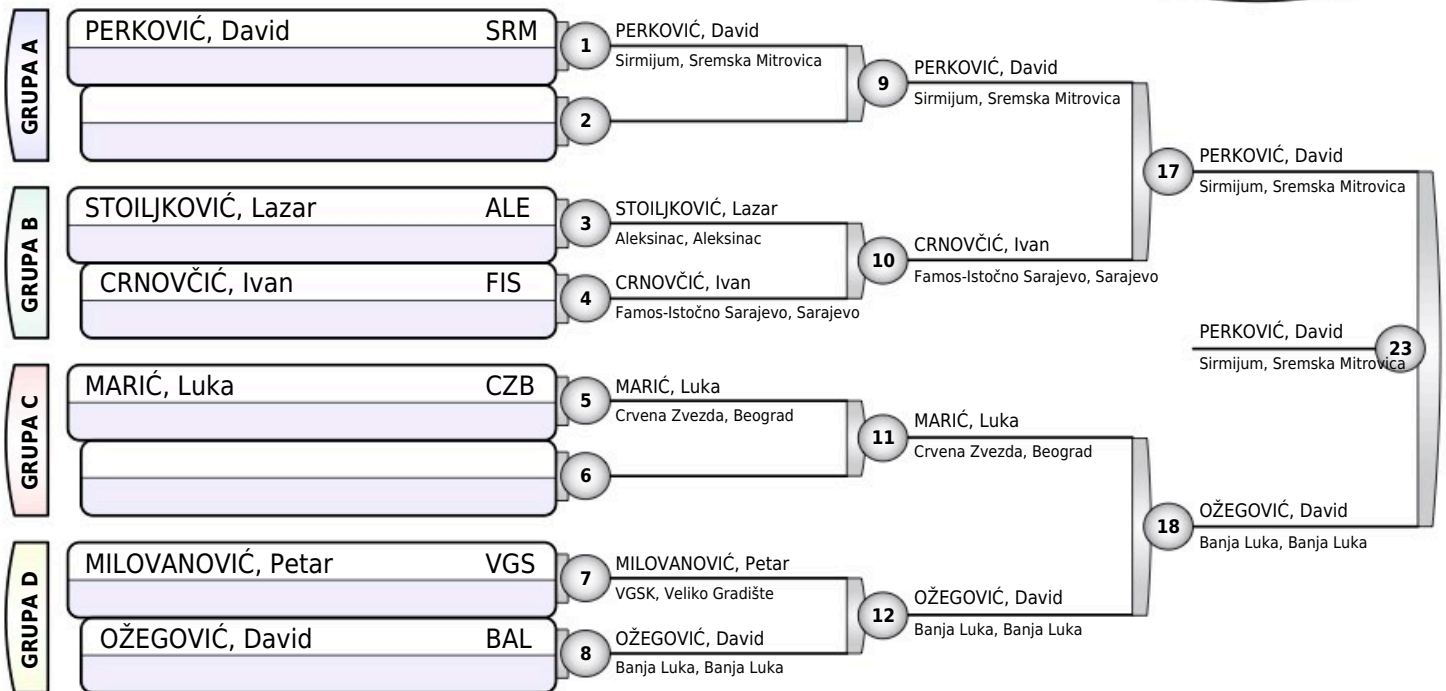 GRUPA A
PERKOVIĆ, David SRM
1
PERKOVIĆ, David
Sirmijum, Sremska Mitrovica
2
9
PERKOVIĆ, David
Sirmijum, Sremska Mitrovica
GRUPA B
STOILJKOVIĆ, Lazar ALE
3
STOILJKOVIĆ, Lazar
Aleksinac, Aleksinac
CRNOVČIĆ, Ivan FIS
4
CRNOVČIĆ, Ivan
Famos-Istočno Sarajevo, Sarajevo
10
CRNOVČIĆ, Ivan
Famos-Istočno Sarajevo, Sarajevo
17
PERKOVIĆ, David
Sirmijum, Sremska Mitrovica
PERKOVIĆ, David
Sirmijum, Sremska Mitrovica
23
GRUPA C
MARIĆ, Luka CZB
5
MARIĆ, Luka
Crvena Zvezda, Beograd
6
11
MARIĆ, Luka
Crvena Zvezda, Beograd
GRUPA D
MILOVANOVIĆ, Petar VGS
7
MILOVANOVIĆ, Petar
VGSK, Veliko Gradište
OŽEGOVIĆ, David BAL
8
OŽEGOVIĆ, David
Banja Luka, Banja Luka
12
OŽEGOVIĆ, David
Banja Luka, Banja Luka
18
OŽEGOVIĆ, David
Banja Luka, Banja Luka